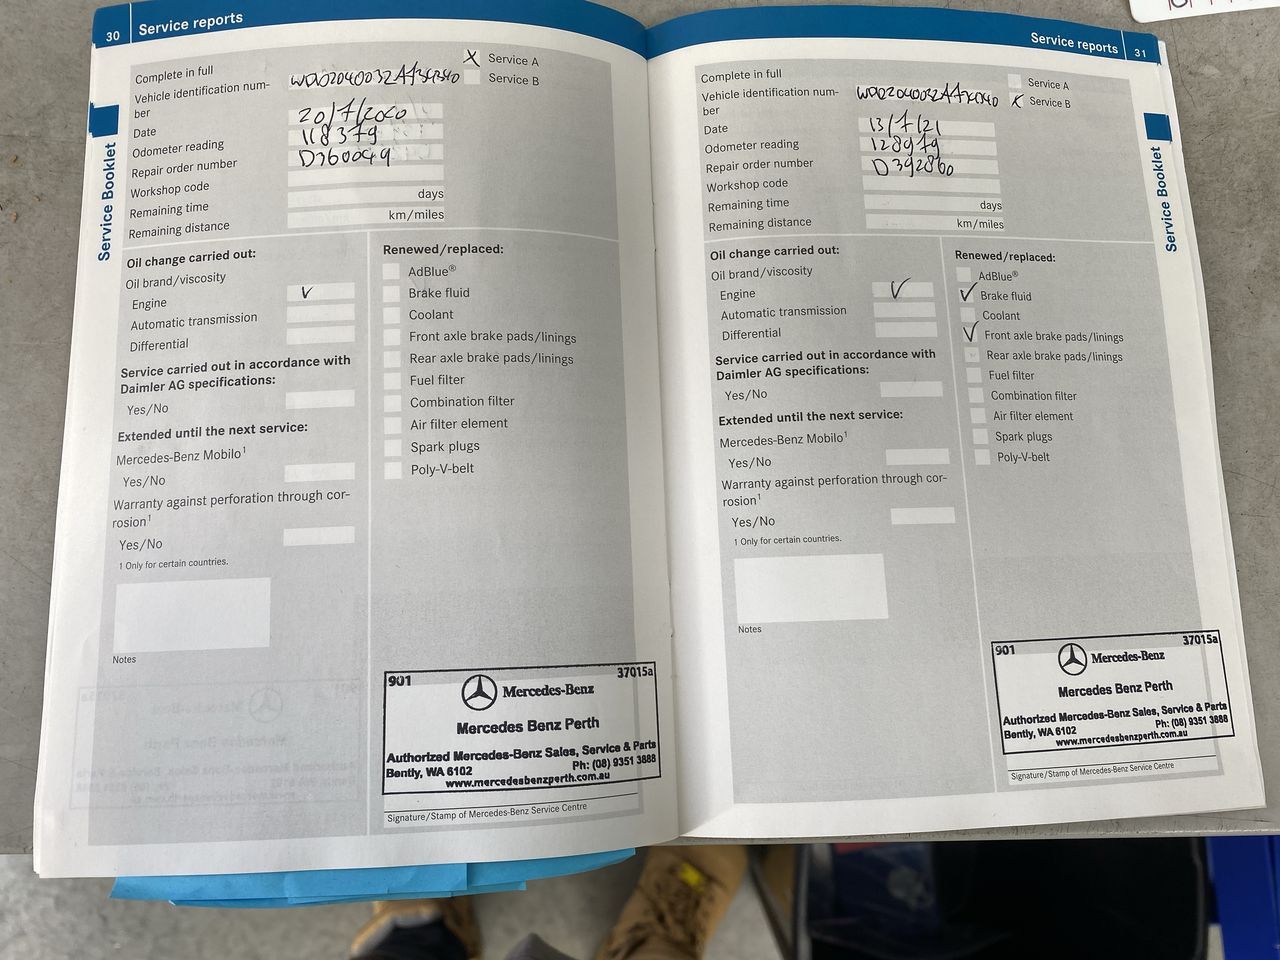 30 Service reports
Complete in full
X Service A
Service B
Vehicle identification num-
ber
Date 20/7/2020
Odometer reading 118379
Repair order number D360049
Workshop code
Remaining time days
Remaining distance km/miles
Oil change carried out:
Oil brand/viscosity
Engine ✓
Automatic transmission
Differential
Service carried out in accordance with
Daimler AG specifications:
Yes/No
Extended until the next service:
Mercedes-Benz Mobilo¹
Yes/No
Warranty against perforation through cor-
rosion¹
Yes/No
1 Only for certain countries.
Notes
Renewed/replaced:
AdBlue®
Brake fluid
Coolant
Front axle brake pads/linings
Rear axle brake pads/linings
Fuel filter
Combination filter
Air filter element
Spark plugs
Poly-V-belt
901 37015a
Mercedes-Benz
Mercedes Benz Perth
Authorized Mercedes-Benz Sales, Service & Parts
Bently, WA 6102 Ph: (08) 9351 3888
www.mercedesbenzperth.com.au
Signature/Stamp of Mercedes-Benz Service Centre
Service Booklet
Service reports 31
Complete in full
Service A
X Service B
Vehicle identification num-
ber
Date 13/7/21
Odometer reading 128979
Repair order number D392860
Workshop code
Remaining time days
Remaining distance km/miles
Oil change carried out:
Oil brand/viscosity
Engine ✓
Automatic transmission
Differential
Service carried out in accordance with
Daimler AG specifications:
Yes/No
Extended until the next service:
Mercedes-Benz Mobilo¹
Yes/No
Warranty against perforation through cor-
rosion¹
Yes/No
1 Only for certain countries.
Notes
Renewed/replaced:
AdBlue®
✓ Brake fluid
Coolant
✓ Front axle brake pads/linings
Rear axle brake pads/linings
Fuel filter
Combination filter
Air filter element
Spark plugs
Poly-V-belt
901 37015a
Mercedes-Benz
Mercedes Benz Perth
Authorized Mercedes-Benz Sales, Service & Parts
Bently, WA 6102 Ph: (08) 9351 3888
www.mercedesbenzperth.com.au
Signature/Stamp of Mercedes-Benz Service Centre
Service Booklet